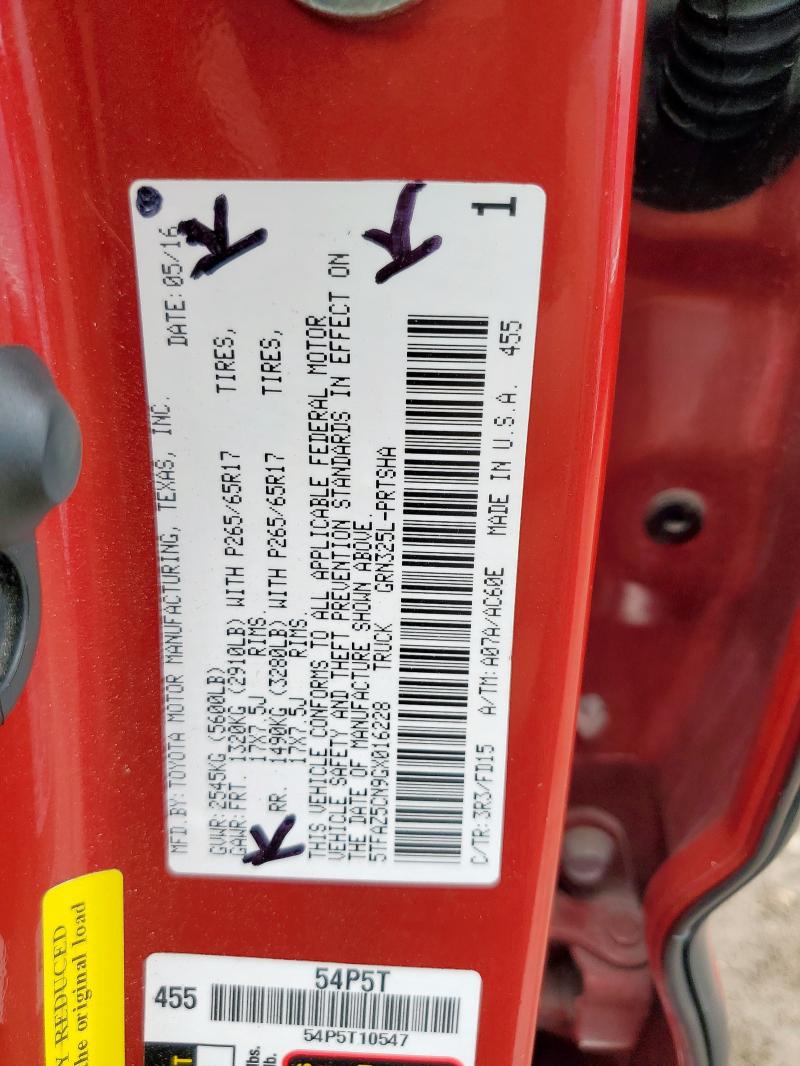 MFD.BY:TOYOTA MOTOR MANUFACTURING, TEXAS, INC. DATE:05/16
GVWR:2545KG (5600LB)
GAWR:FRT. 1320KG (2910LB) WITH P265/65R17 TIRES,
17X7.5J RIMS.
RR. 1490KG (3280LB) WITH P265/65R17 TIRES,
17X7.5J RIMS.
THIS VEHICLE CONFORMS TO ALL APPLICABLE FEDERAL MOTOR
VEHICLE SAFETY AND THEFT PREVENTION STANDARDS IN EFFECT ON
THE DATE OF MANUFACTURE SHOWN ABOVE.
5TFAZ5CN9GX016228 TRUCK GRN325L-PRTSHA
C/TR:3R3/FD15 A/TM:A07A/AC60E MADE IN U.S.A. 455
1
REDUCED
the original load
54P5T
455
54P5T10547
lbs.
lb.